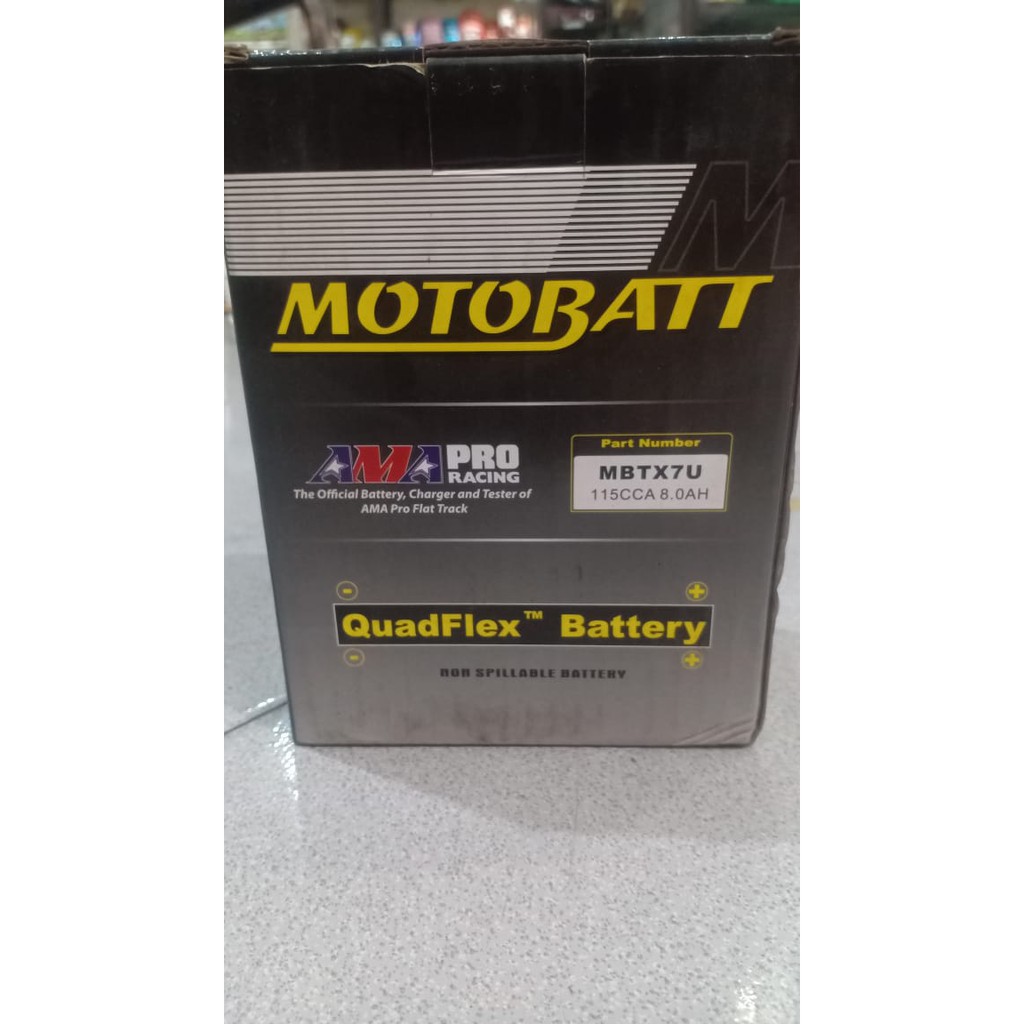 M
MOTOBATT
AMA PRO
RACING
The Official Battery, Charger and Tester of
AMA Pro Flat Track
Part Number
MBTX7U
115CCA 8.0AH
- +
QuadFlex™ Battery
- +
NON SPILLABLE BATTERY